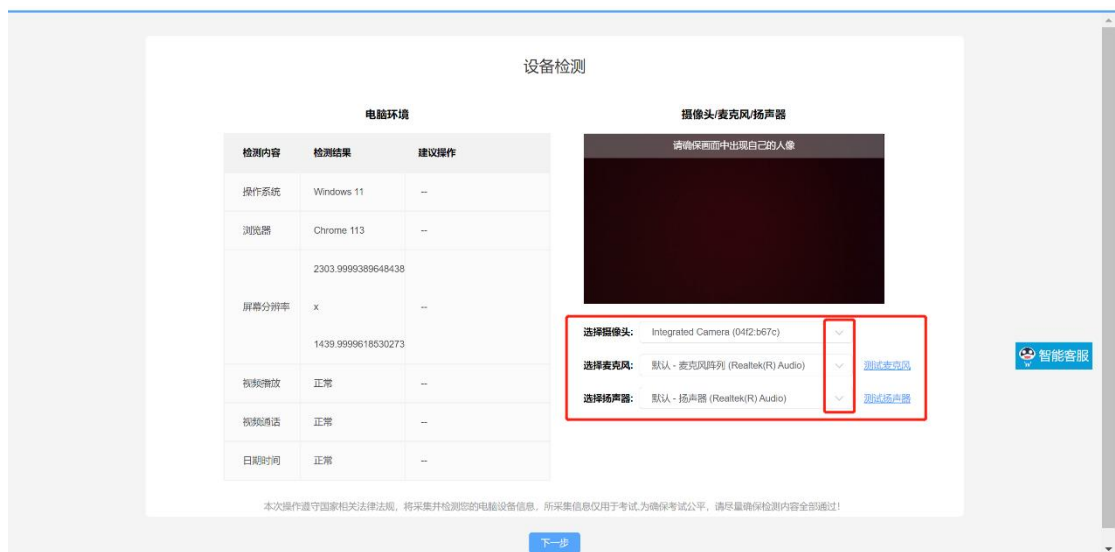 设备检测
电脑环境
检测内容 检测结果 建议操作
操作系统 Windows 11 --
浏览器 Chrome 113 --
屏幕分辨率 2303.9999389648438 x 1439.9999618530273 --
视频播放 正常 --
视频通话 正常 --
日期时间 正常 --
摄像头/麦克风/扬声器
请确保画面中出现自己的人像
选择摄像头: Integrated Camera (04f2:b67c)
选择麦克风: 默认 - 麦克风阵列 (Realtek(R) Audio) 测试麦克风
选择扬声器: 默认 - 扬声器 (Realtek(R) Audio) 测试扬声器
智能客服
本次操作遵守国家相关法律法规，将采集并检测您的电脑设备信息，所采集信息仅用于考试,为确保考试公平，请尽量确保检测内容全部通过！
下一步